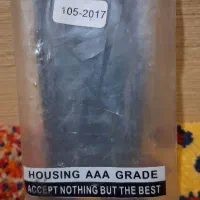 105-2017
HOUSING AAA GRADE
ACCEPT NOTHING BUT THE BEST